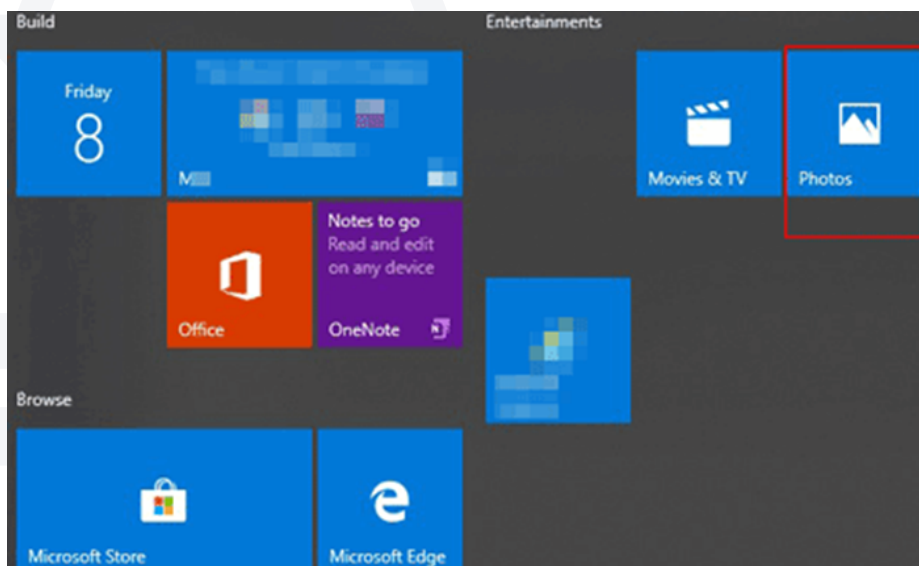 Build
Friday
8
Office
Notes to go
Read and edit
on any device
OneNote
Browse
Microsoft Store
Microsoft Edge
Entertainments
Movies & TV
Photos